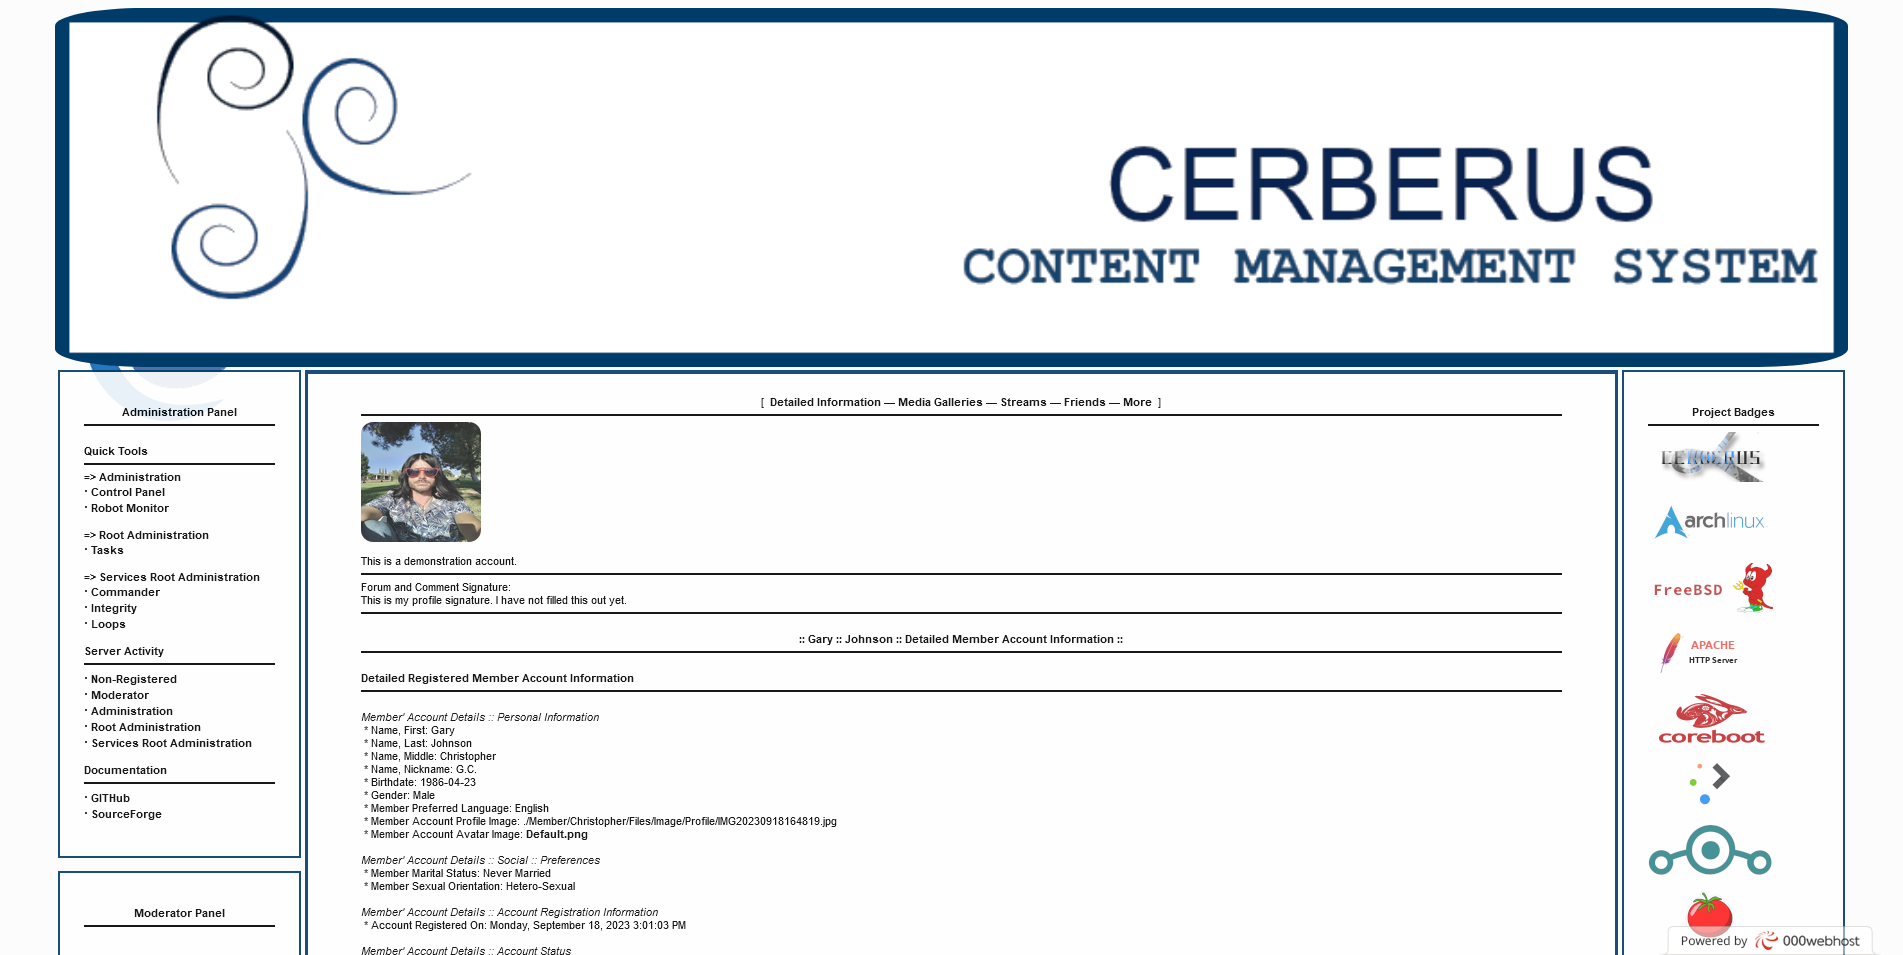 CERBERUS
CONTENT MANAGEMENT SYSTEM
Administration Panel
Quick Tools
=> Administration
· Control Panel
· Robot Monitor
=> Root Administration
· Tasks
=> Services Root Administration
· Commander
· Integrity
· Loops
Server Activity
· Non-Registered
· Moderator
· Administration
· Root Administration
· Services Root Administration
Documentation
· GITHub
· SourceForge
Moderator Panel
[ Detailed Information — Media Galleries — Streams — Friends — More ]
This is a demonstration account.
Forum and Comment Signature:
This is my profile signature. I have not filled this out yet.
:: Gary :: Johnson :: Detailed Member Account Information ::
Detailed Registered Member Account Information
Member' Account Details :: Personal Information
* Name, First: Gary
* Name, Last: Johnson
* Name, Middle: Christopher
* Name, Nickname: G.C.
* Birthdate: 1986-04-23
* Gender: Male
* Member Preferred Language: English
* Member Account Profile Image: ./Member/Christopher/Files/Image/Profile/IMG20230918164819.jpg
* Member Account Avatar Image: Default.png
Member' Account Details :: Social :: Preferences
* Member Marital Status: Never Married
* Member Sexual Orientation: Hetero-Sexual
Member' Account Details :: Account Registration Information
* Account Registered On: Monday, September 18, 2023 3:01:03 PM
Member' Account Details :: Account Status
Project Badges
CERBERUS
archlinux
FreeBSD
APACHE
HTTP Server
coreboot
Powered by 000webhost